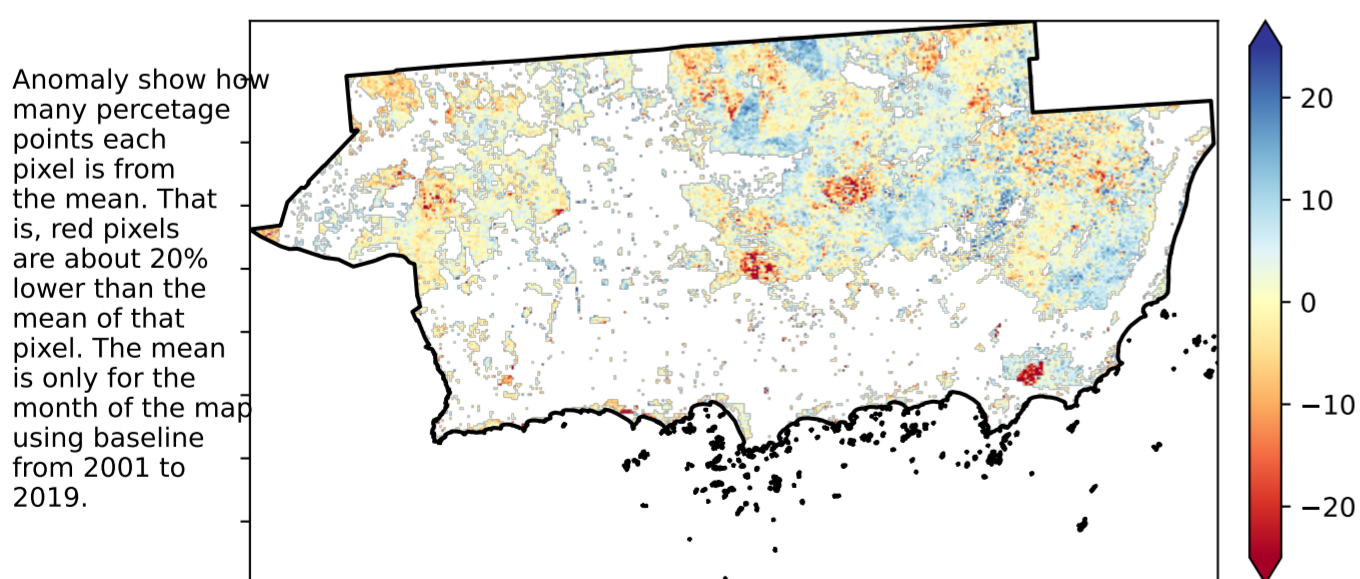 Anomaly show how
many percetage
points each
pixel is from
the mean. That
is, red pixels
are about 20%
lower than the
mean of that
pixel. The mean
is only for the
month of the map
using baseline
from 2001 to
2019.
20
10
0
−10
−20